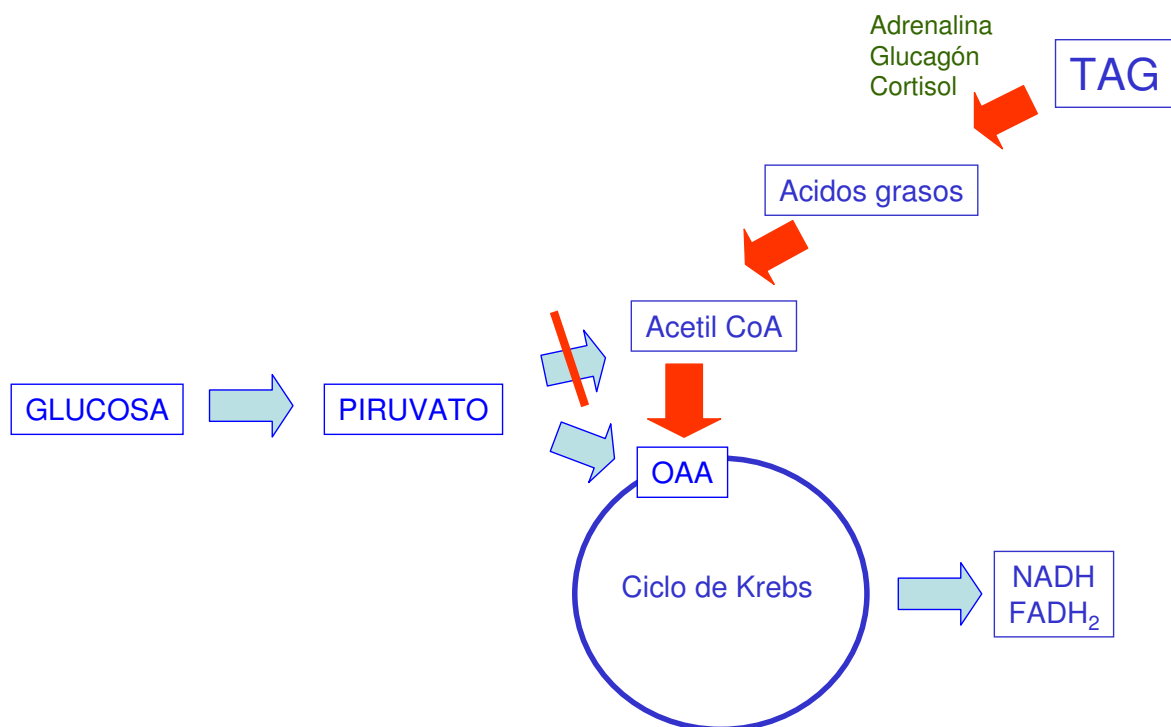 Adrenalina
Glucagón
Cortisol
TAG
Acidos grasos
Acetil CoA
GLUCOSA
PIRUVATO
OAA
Ciclo de Krebs
NADH
FADH₂